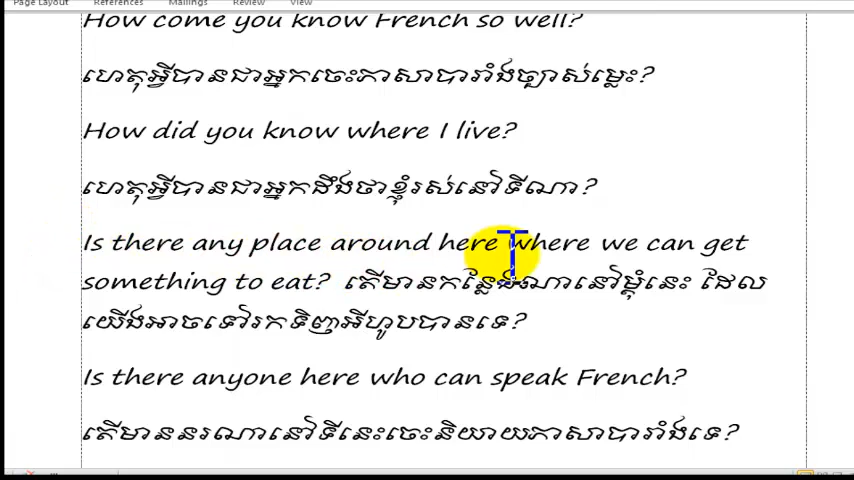 Page Layout References Mailings Review View
How come you know French so well?
ហេតុអ្វីបានជាអ្នកចេះភាសាបារាំងច្បាស់ម្លេះ?
How did you know where I live?
ហេតុអ្វីបានជាអ្នកដឹងថាខ្ញុំរស់នៅទីណា?
Is there any place around here where we can get
something to eat? តើមានកន្លែងណានៅម្តុំនេះ ដែល
យើងអាចទៅរកទិញអីហូបបានទេ?
Is there anyone here who can speak French?
តើមាននរណានៅទីនេះចេះនិយាយភាសាបារាំងទេ?